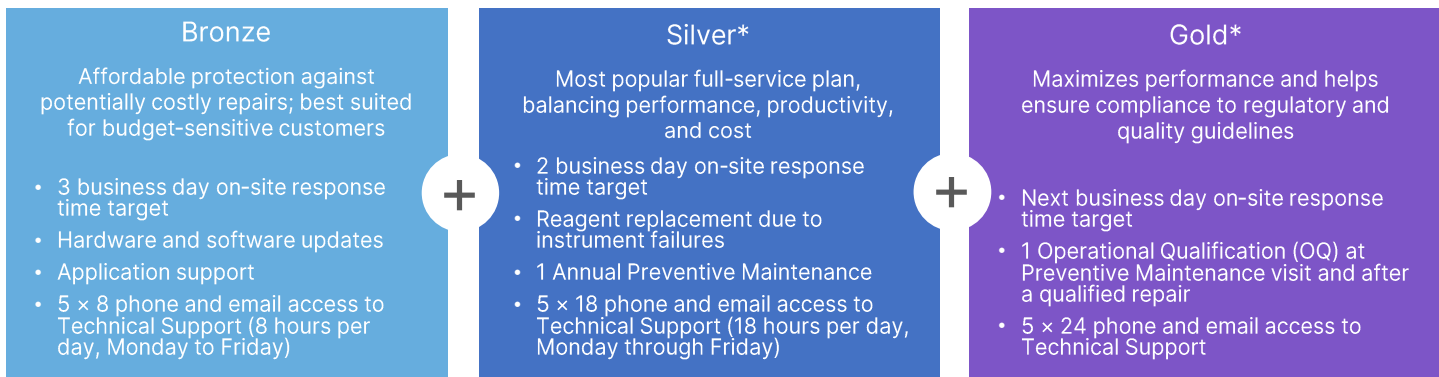 Bronze
Affordable protection against
potentially costly repairs; best suited
for budget-sensitive customers
• 3 business day on-site response
time target
• Hardware and software updates
• Application support
• 5 × 8 phone and email access to
Technical Support (8 hours per
day, Monday to Friday)
+
Silver*
Most popular full-service plan,
balancing performance, productivity,
and cost
• 2 business day on-site response
time target
• Reagent replacement due to
instrument failures
• 1 Annual Preventive Maintenance
• 5 × 18 phone and email access to
Technical Support (18 hours per day,
Monday through Friday)
+
Gold*
Maximizes performance and helps
ensure compliance to regulatory and
quality guidelines
• Next business day on-site response
time target
• 1 Operational Qualification (OQ) at
Preventive Maintenance visit and after
a qualified repair
• 5 × 24 phone and email access to
Technical Support